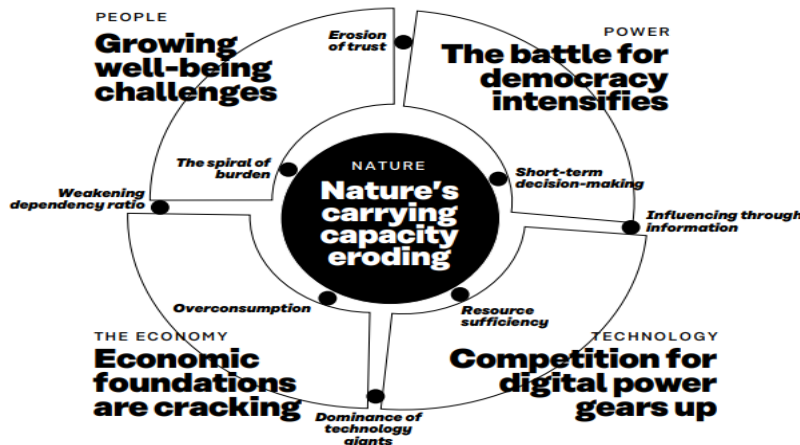 PEOPLE
Growing
well-being
challenges
Erosion
of trust
POWER
The battle for
democracy
intensifies
The spiral of
burden
NATURE
Nature's
carrying
capacity
eroding
Short-term
decision-making
Weakening
dependency ratio
Influencing through
information
Overconsumption
Resource
sufficiency
THE ECONOMY
Economic
foundations
are cracking
TECHNOLOGY
Competition for
digital power
gears up
Dominance of
technology
giants